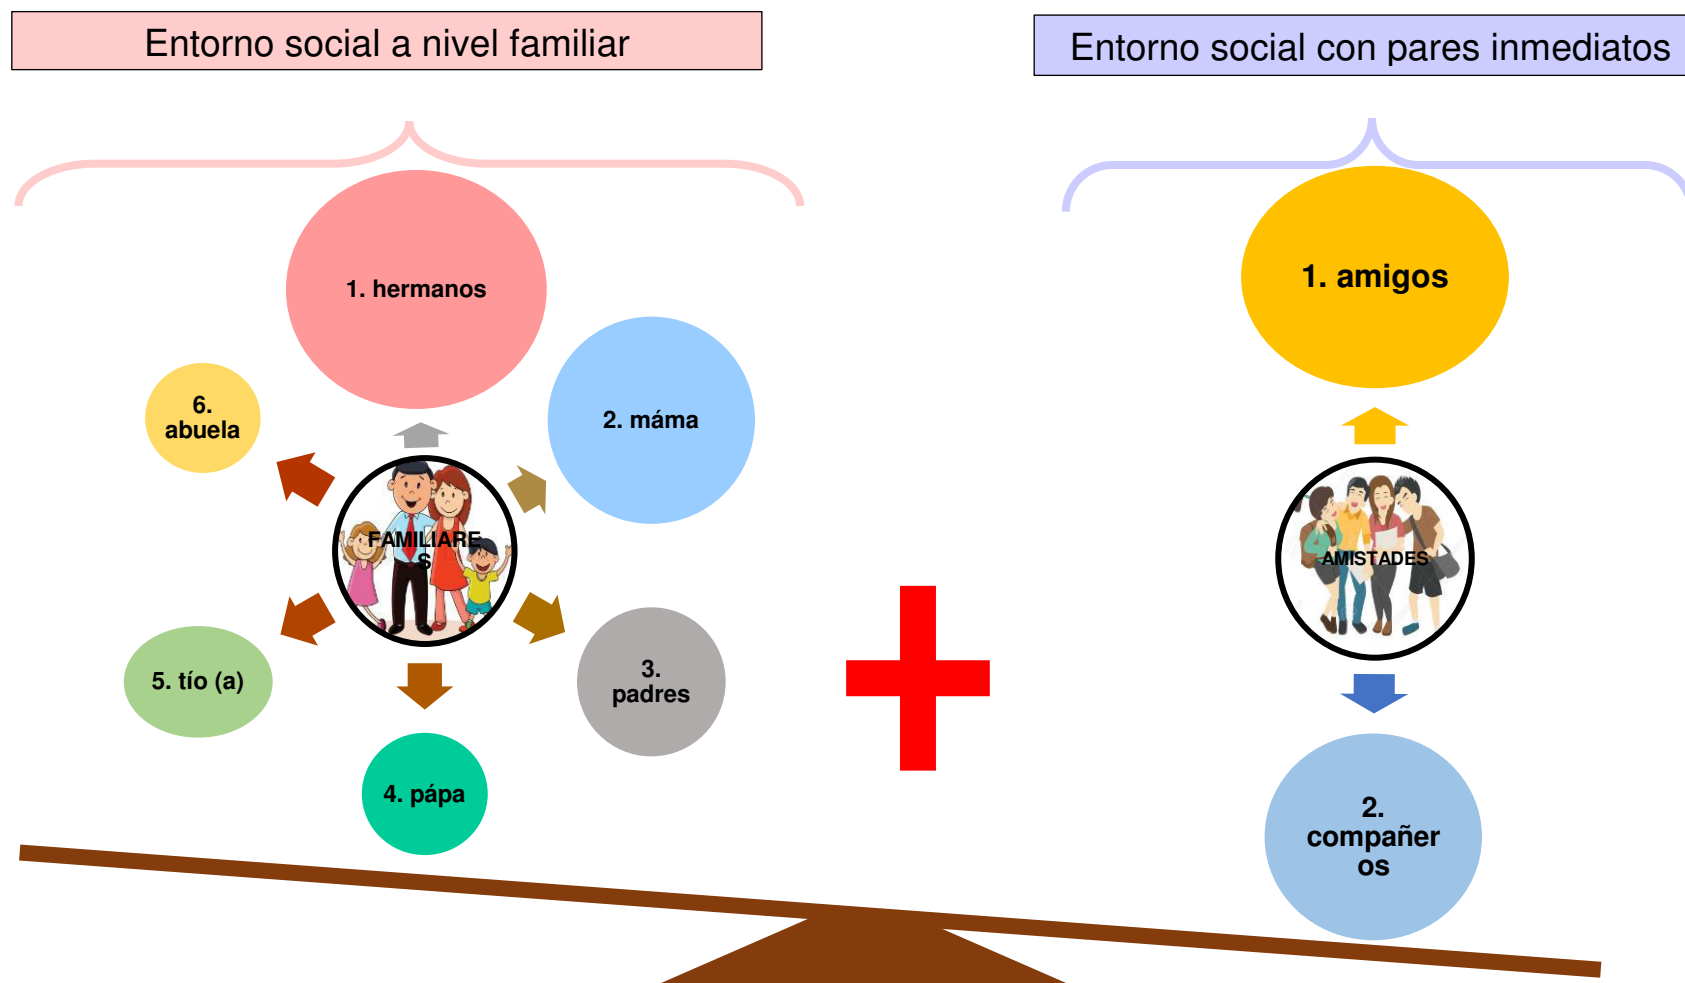 Entorno social a nivel familiar
Entorno social con pares inmediatos
1. hermanos
2. máma
3.
padres
4. pápa
5. tío (a)
6.
abuela
FAMILIARE
S
1. amigos
AMISTADES
2.
compañer
os